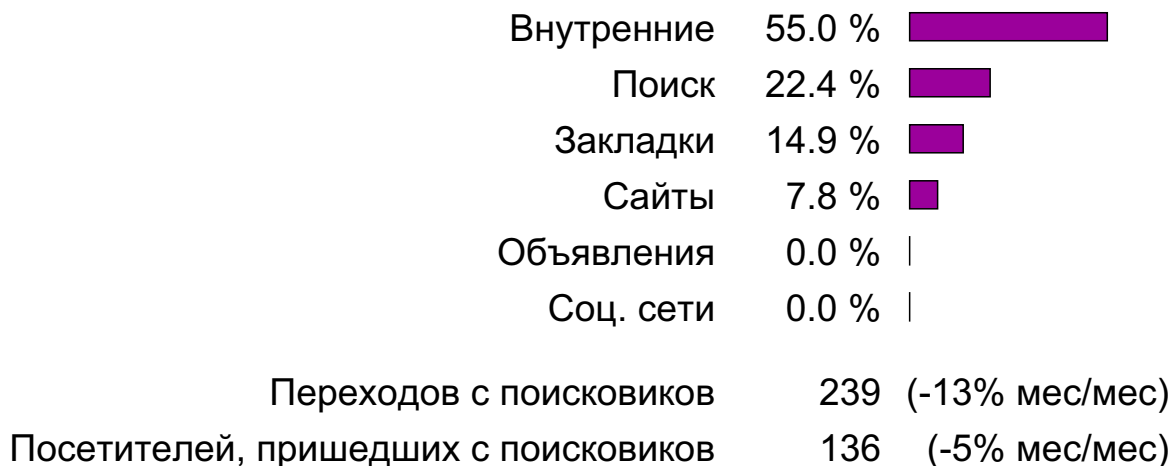 Внутренние 55.0 %
Поиск 22.4 %
Закладки 14.9 %
Сайты 7.8 %
Объявления 0.0 %
Соц. сети 0.0 %
Переходов с поисковиков 239 (-13% мес/мес)
Посетителей, пришедших с поисковиков 136 (-5% мес/мес)